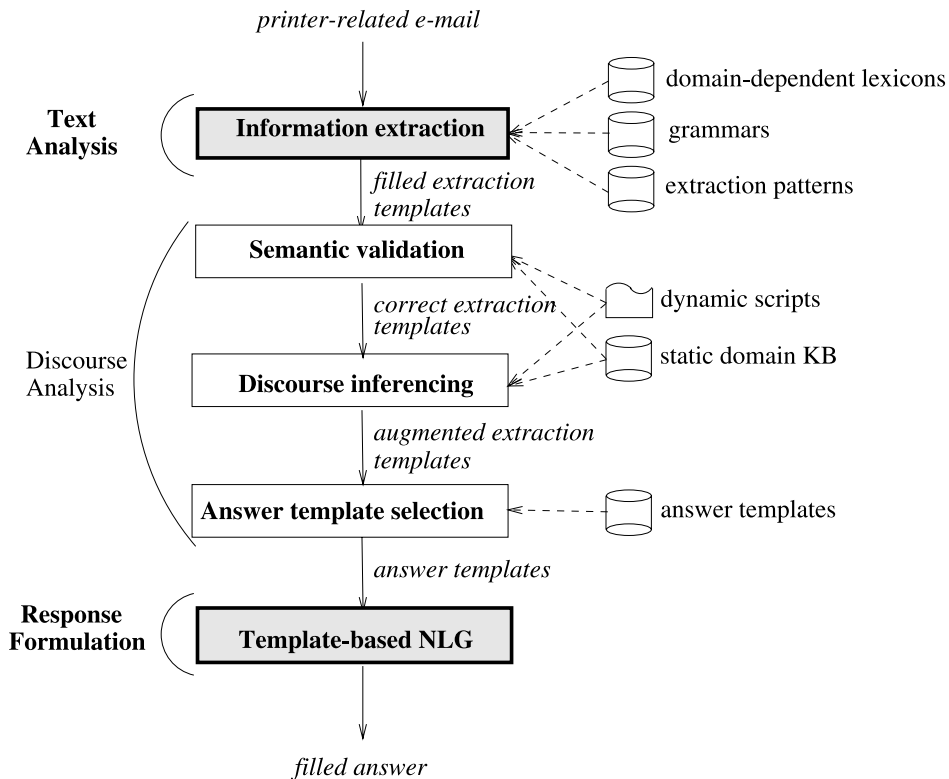 printer-related e-mail
domain-dependent lexicons
Text
Analysis
Information extraction
grammars
extraction patterns
filled extraction
templates
Semantic validation
correct extraction
templates
dynamic scripts
static domain KB
Discourse
Analysis
Discourse inferencing
augmented extraction
templates
Answer template selection
answer templates
answer templates
Response
Formulation
Template-based NLG
filled answer